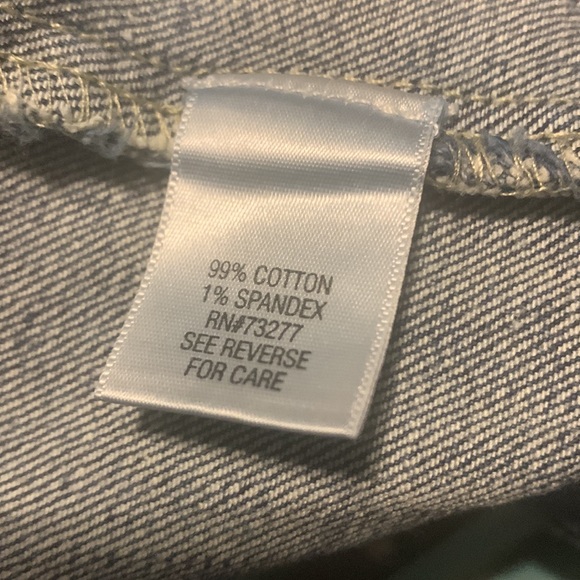 99% COTTON
1% SPANDEX
RN#73277
SEE REVERSE
FOR CARE